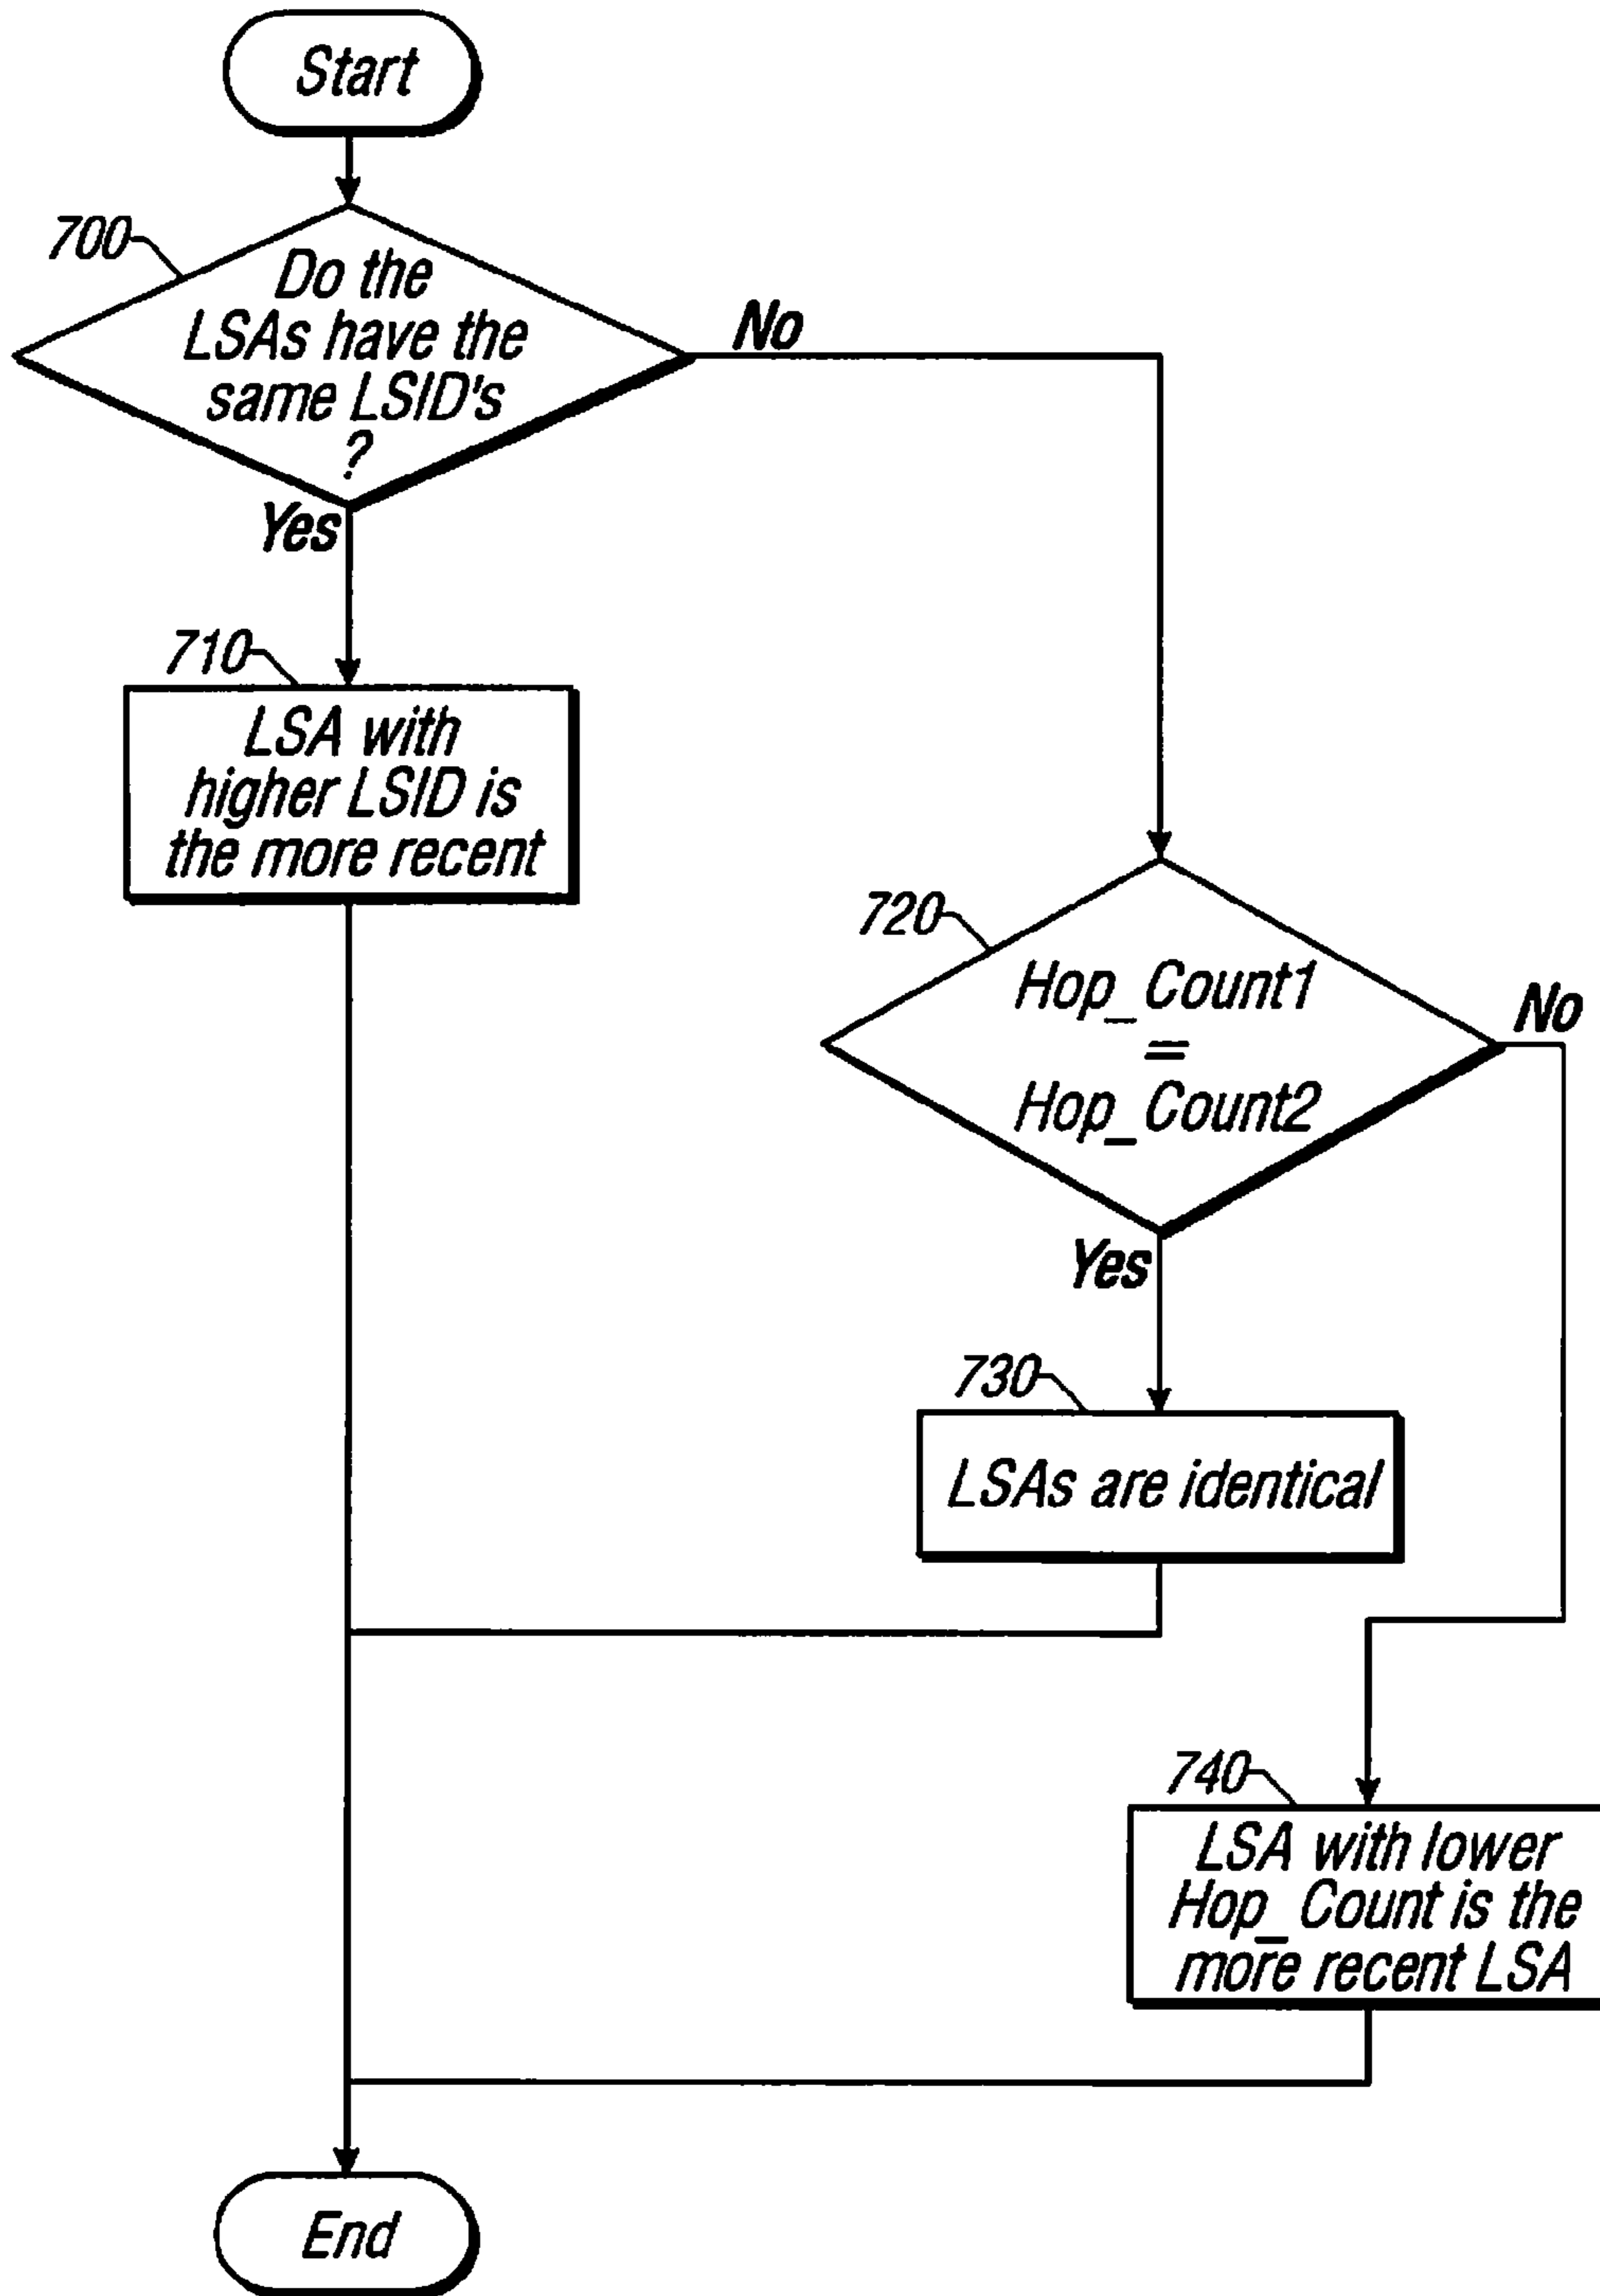 Start
700
Do the
LSAs have the
same LSID's
?
No
Yes
710
LSA with
higher LSID is
the more recent
720
Hop_Count1
=
Hop_Count2
No
Yes
730
LSAs are identical
740
LSA with lower
Hop_Count is the
more recent LSA
End